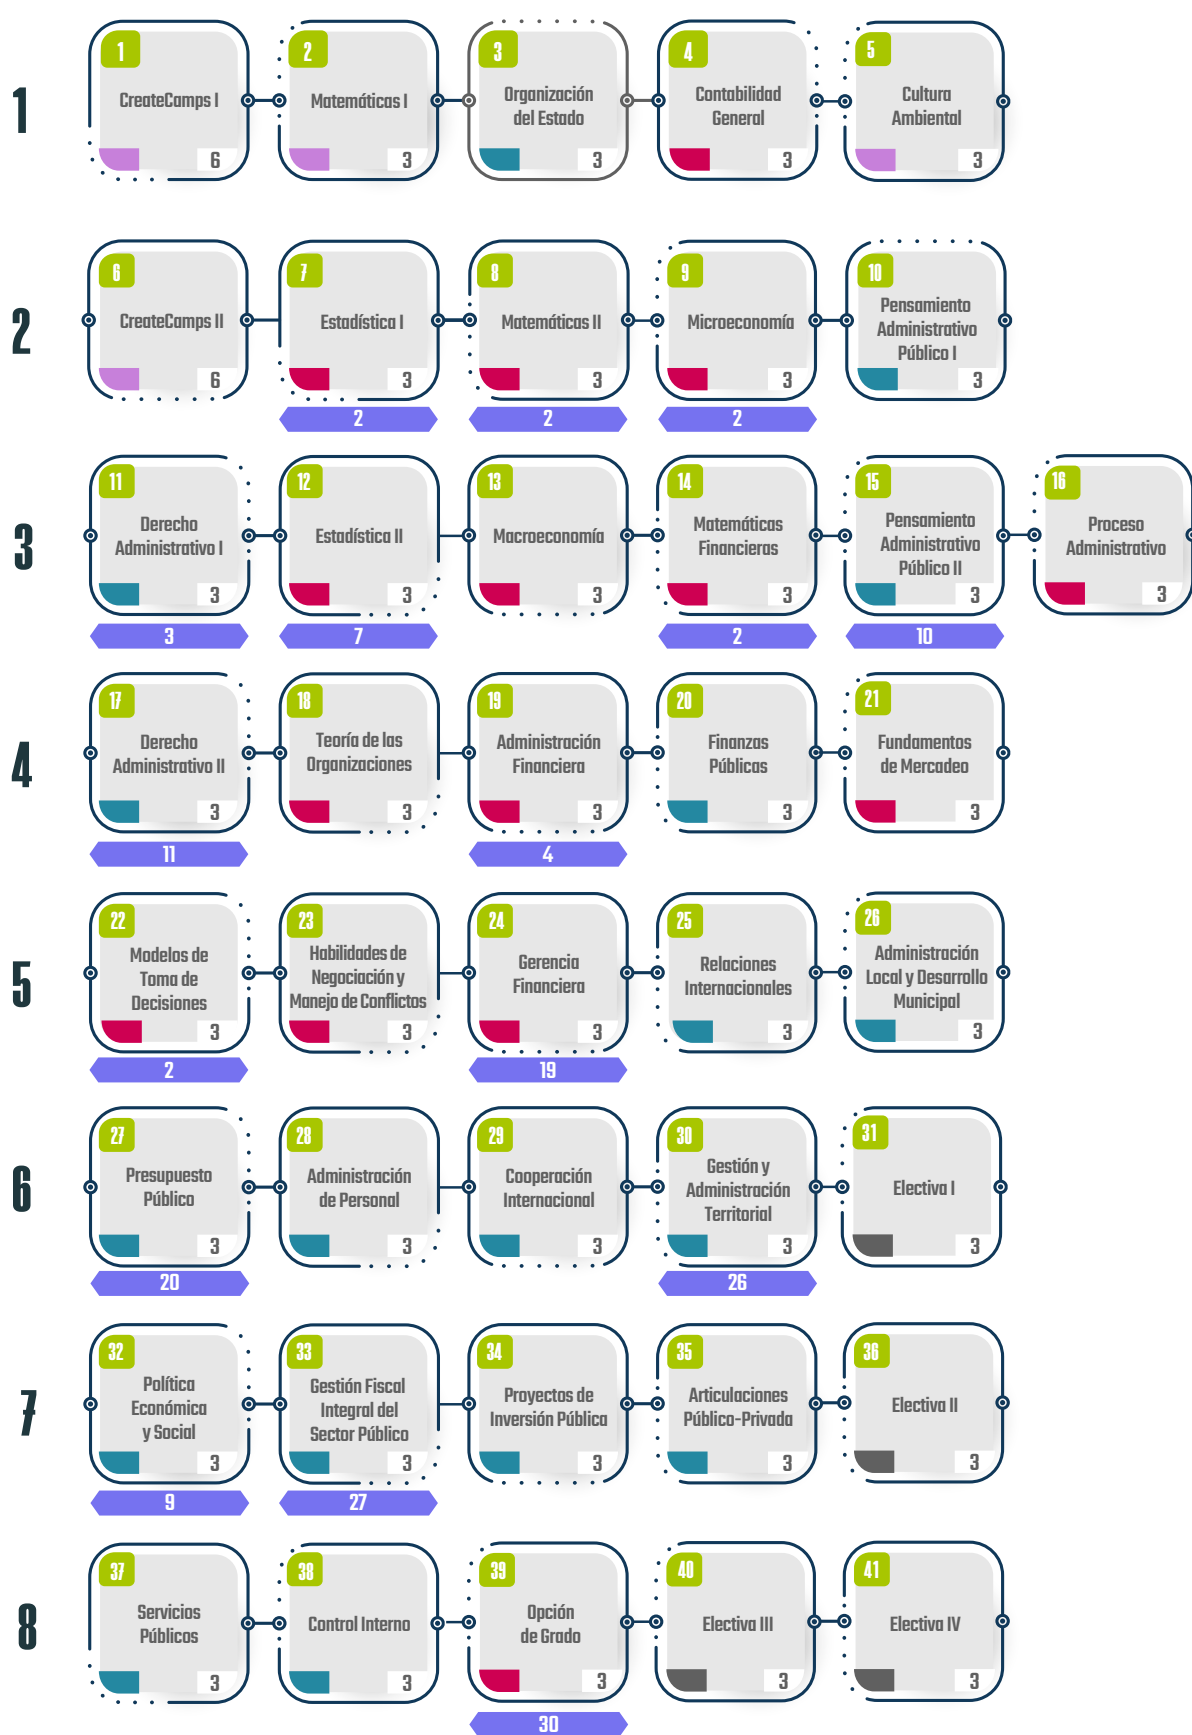 1
1
CreateCamps I
6
2
Matemáticas I
3
3
Organización
del Estado
3
4
Contabilidad
General
3
5
Cultura
Ambiental
3
2
6
CreateCamps II
6
7
Estadística I
3
2
8
Matemáticas II
3
2
9
Microeconomía
3
2
10
Pensamiento
Administrativo
Público I
3
3
11
Derecho
Administrativo I
3
3
12
Estadística II
3
7
13
Macroeconomía
3
14
Matemáticas
Financieras
3
2
15
Pensamiento
Administrativo
Público II
3
10
16
Proceso
Administrativo
3
4
17
Derecho
Administrativo II
3
11
18
Teoría de las
Organizaciones
3
19
Administración
Financiera
3
4
20
Finanzas
Públicas
3
21
Fundamentos
de Mercadeo
3
5
22
Modelos de
Toma de
Decisiones
3
2
23
Habilidades de
Negociación y
Manejo de Conflictos
3
24
Gerencia
Financiera
3
19
25
Relaciones
Internacionales
3
26
Administración
Local y Desarrollo
Municipal
3
6
27
Presupuesto
Público
3
20
28
Administración
de Personal
3
29
Cooperación
Internacional
3
30
Gestión y
Administración
Territorial
3
26
31
Electiva I
3
7
32
Política
Económica
y Social
3
9
33
Gestión Fiscal
Integral del
Sector Público
3
27
34
Proyectos de
Inversión Pública
3
35
Articulaciones
Público-Privada
3
36
Electiva II
3
8
37
Servicios
Públicos
3
38
Control Interno
3
39
Opción
de Grado
3
30
40
Electiva III
3
41
Electiva IV
3